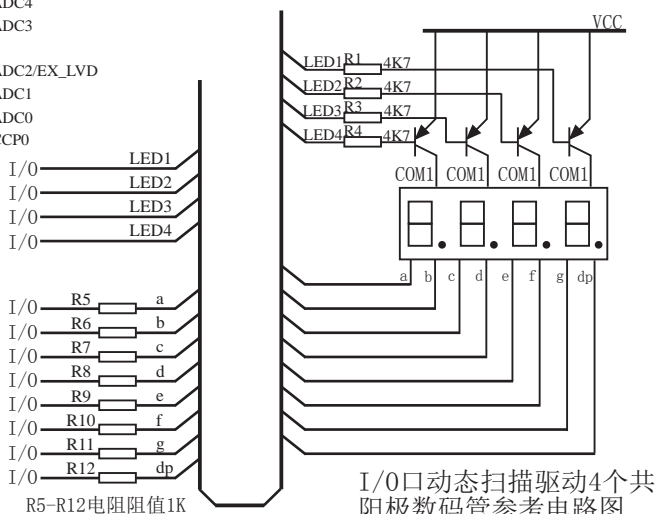 ADC4
ADC3
ADC2/EX_LVD
ADC1
ADC0
CCP0
VCC
LED1 R1 4K7
LED2 R2 4K7
LED3 R3 4K7
LED4 R4 4K7
COM1 COM1 COM1 COM1
I/O LED1
I/O LED2
I/O LED3
I/O LED4
a b c d e f g dp
I/O R5 a
I/O R6 b
I/O R7 c
I/O R8 d
I/O R9 e
I/O R10 f
I/O R11 g
I/O R12 dp
R5-R12电阻阻值1K
I/O口动态扫描驱动4个共
阳极数码管参考电路图